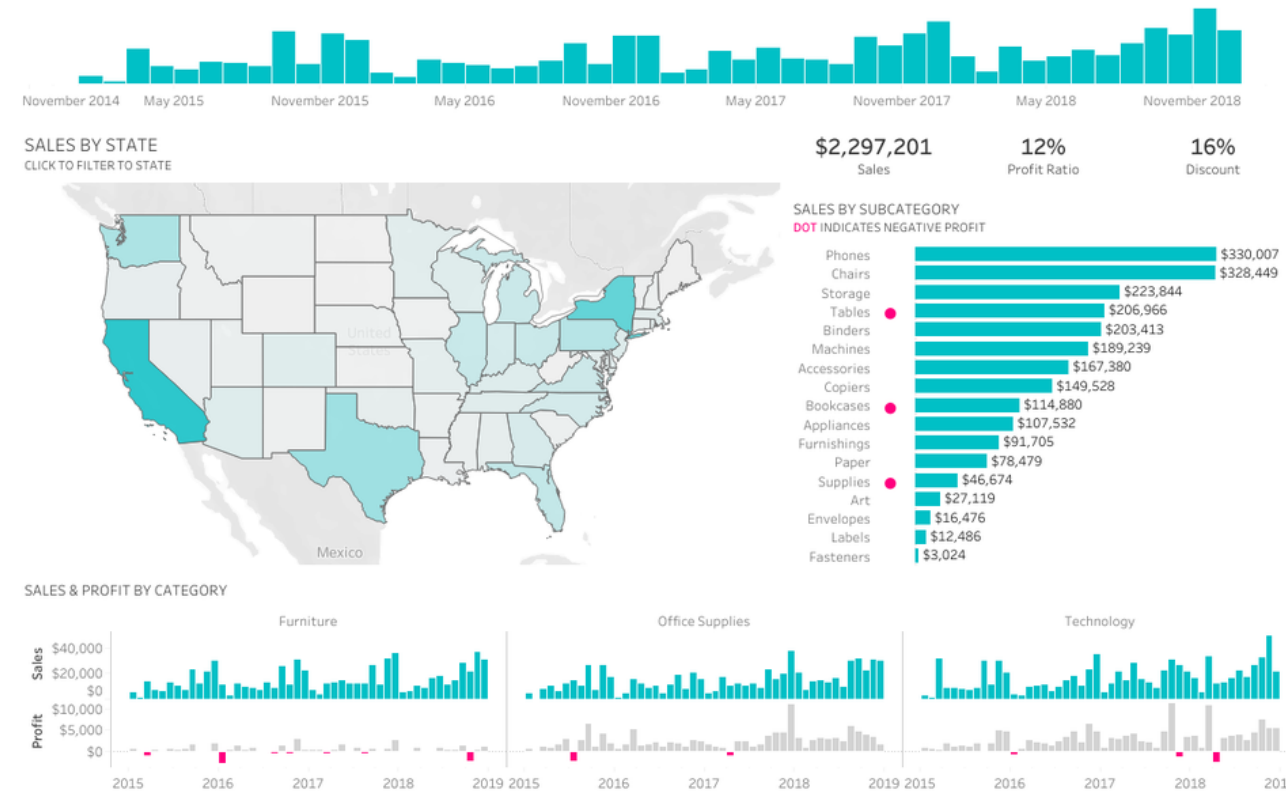 November 2014 May 2015 November 2015 May 2016 November 2016 May 2017 November 2017 May 2018 November 2018
SALES BY STATE
CLICK TO FILTER TO STATE
$2,297,201 12% 16%
Sales Profit Ratio Discount
United
States
Mexico
SALES BY SUBCATEGORY
DOT INDICATES NEGATIVE PROFIT
Phones $330,007
Chairs $328,449
Storage $223,844
Tables $206,966
Binders $203,413
Machines $189,239
Accessories $167,380
Copiers $149,528
Bookcases $114,880
Appliances $107,532
Furnishings $91,705
Paper $78,479
Supplies $46,674
Art $27,119
Envelopes $16,476
Labels $12,486
Fasteners $3,024
SALES & PROFIT BY CATEGORY
Furniture Office Supplies Technology
Sales
$40,000
$20,000
$0
Profit
$10,000
$5,000
$0
2015 2016 2017 2018 2019 2015 2016 2017 2018 2019 2015 2016 2017 2018 201